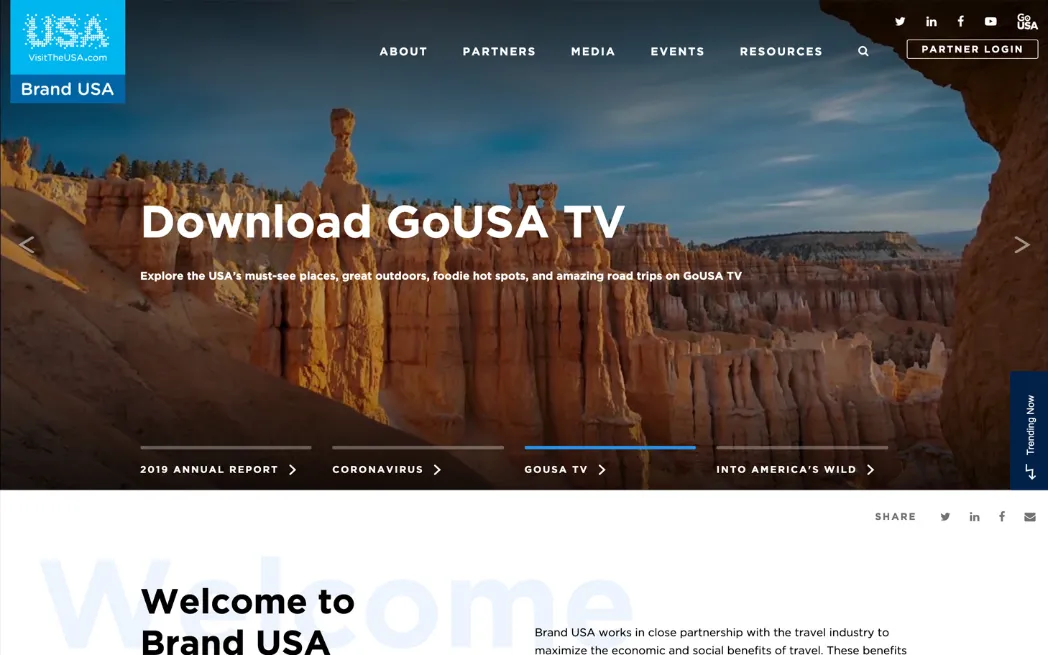 USA
VisitTheUSA.com
Brand USA
ABOUT
PARTNERS
MEDIA
EVENTS
RESOURCES
Go
USA
PARTNER LOGIN
Download GoUSA TV
Explore the USA's must-see places, great outdoors, foodie hot spots, and amazing road trips on GoUSA TV
Trending Now
2019 ANNUAL REPORT
CORONAVIRUS
GOUSA TV
INTO AMERICA'S WILD
SHARE
Welcome
Welcome to
Brand USA
Brand USA works in close partnership with the travel industry to
maximize the economic and social benefits of travel. These benefits